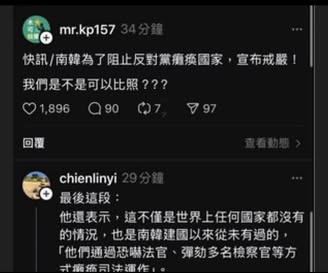 mr.kp157 34分鐘
快訊/南韓為了阻止反對黨癱瘓國家，宣布戒嚴！
我們是不是可以比照？？？
1,896 90 7 97
回覆 查看動態
chienlinyi 29分鐘
最後這段：
他還表示，這不僅是世界上任何國家都沒有
的情況，也是南韓建國以來從未有過的，
「他們通過恐嚇法官、彈劾多名檢察官等方
式癱瘓司法運作」。